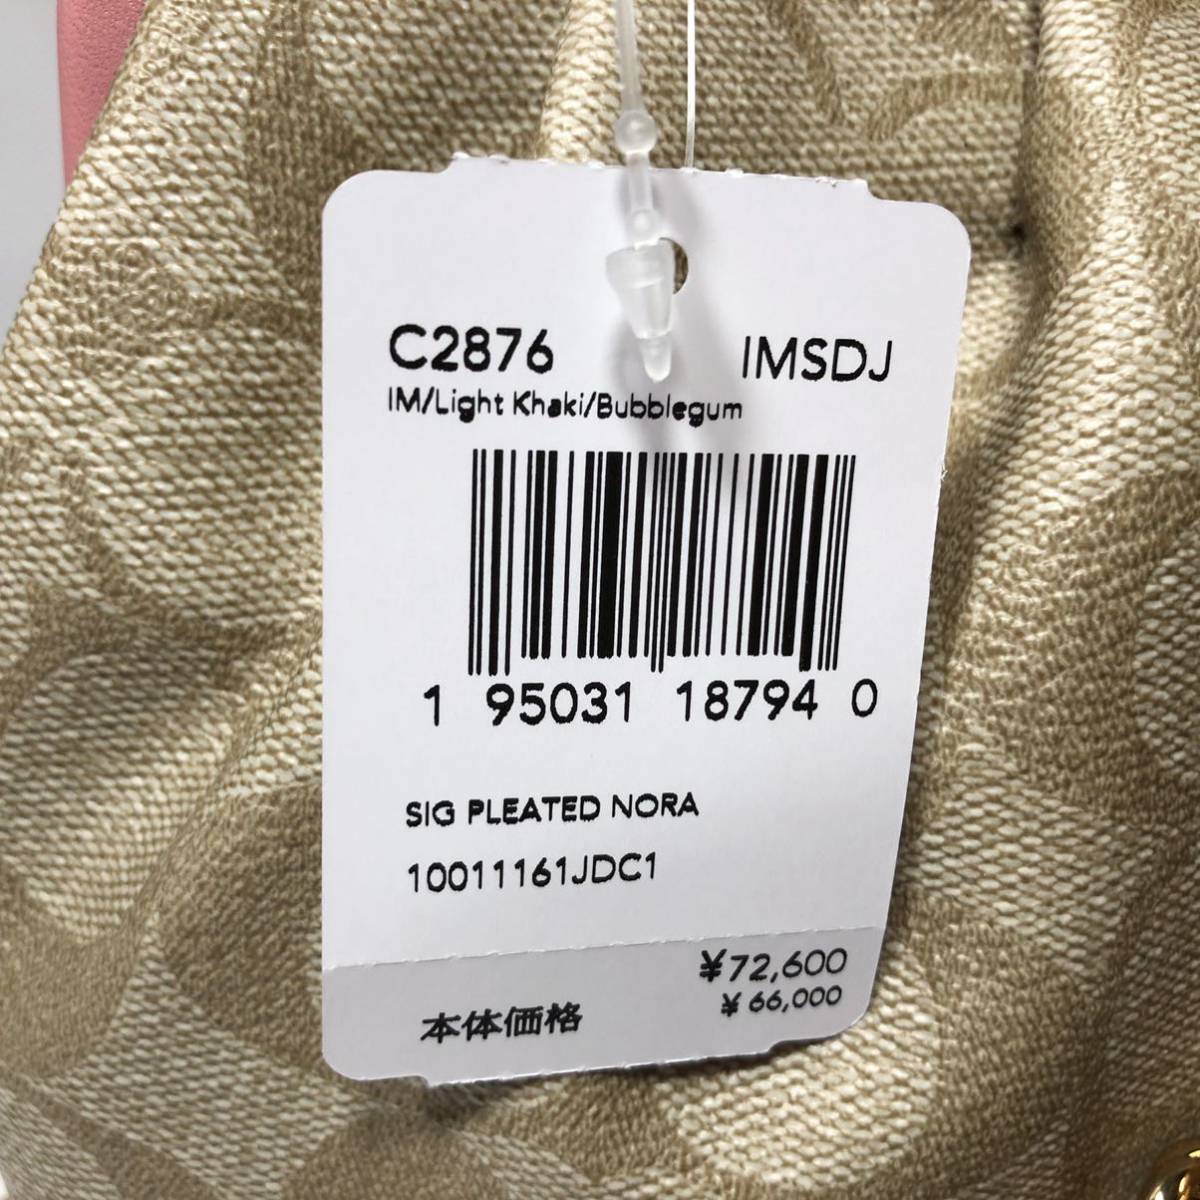 C2876 IMSDJ
IM/Light Khaki/Bubblegum
1 95031 18794 0
SIG PLEATED NORA
10011161JDC1
¥72,600
本体価格 ¥66,000